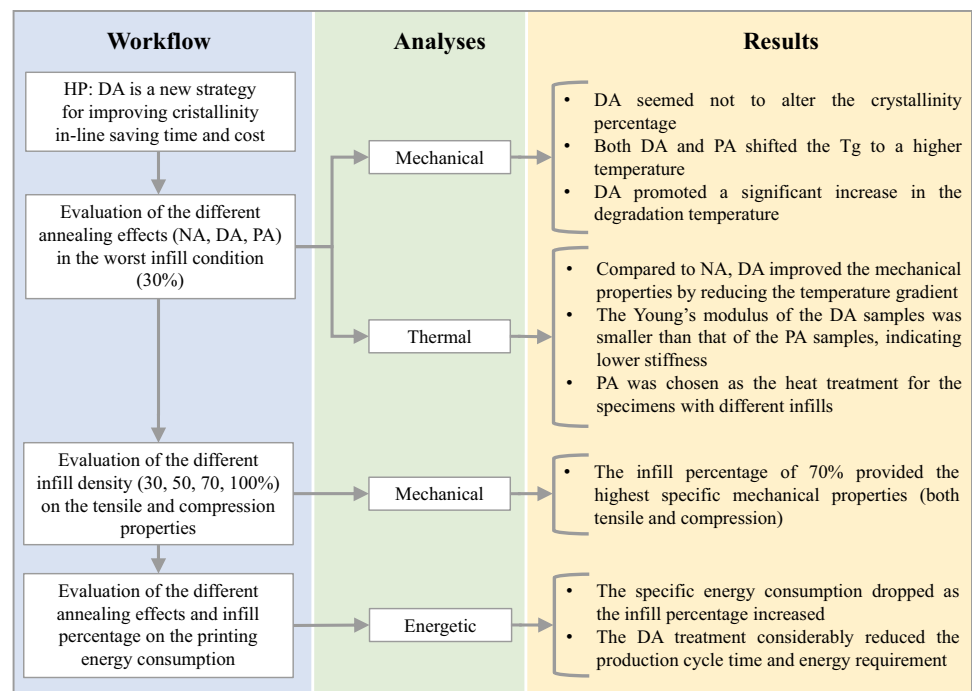 Workflow
HP: DA is a new strategy
for improving cristallinity
in-line saving time and cost
Evaluation of the different
annealing effects (NA, DA, PA)
in the worst infill condition
(30%)
Evaluation of the different
infill density (30, 50, 70, 100%)
on the tensile and compression
properties
Evaluation of the different
annealing effects and infill
percentage on the printing
energy consumption
Analyses
Mechanical
Thermal
Mechanical
Energetic
Results
• DA seemed not to alter the crystallinity
percentage
• Both DA and PA shifted the Tg to a higher
temperature
• DA promoted a significant increase in the
degradation temperature
• Compared to NA, DA improved the mechanical
properties by reducing the temperature gradient
• The Young’s modulus of the DA samples was
smaller than that of the PA samples, indicating
lower stiffness
• PA was chosen as the heat treatment for the
specimens with different infills
• The infill percentage of 70% provided the
highest specific mechanical properties (both
tensile and compression)
• The specific energy consumption dropped as
the infill percentage increased
• The DA treatment considerably reduced the
production cycle time and energy requirement